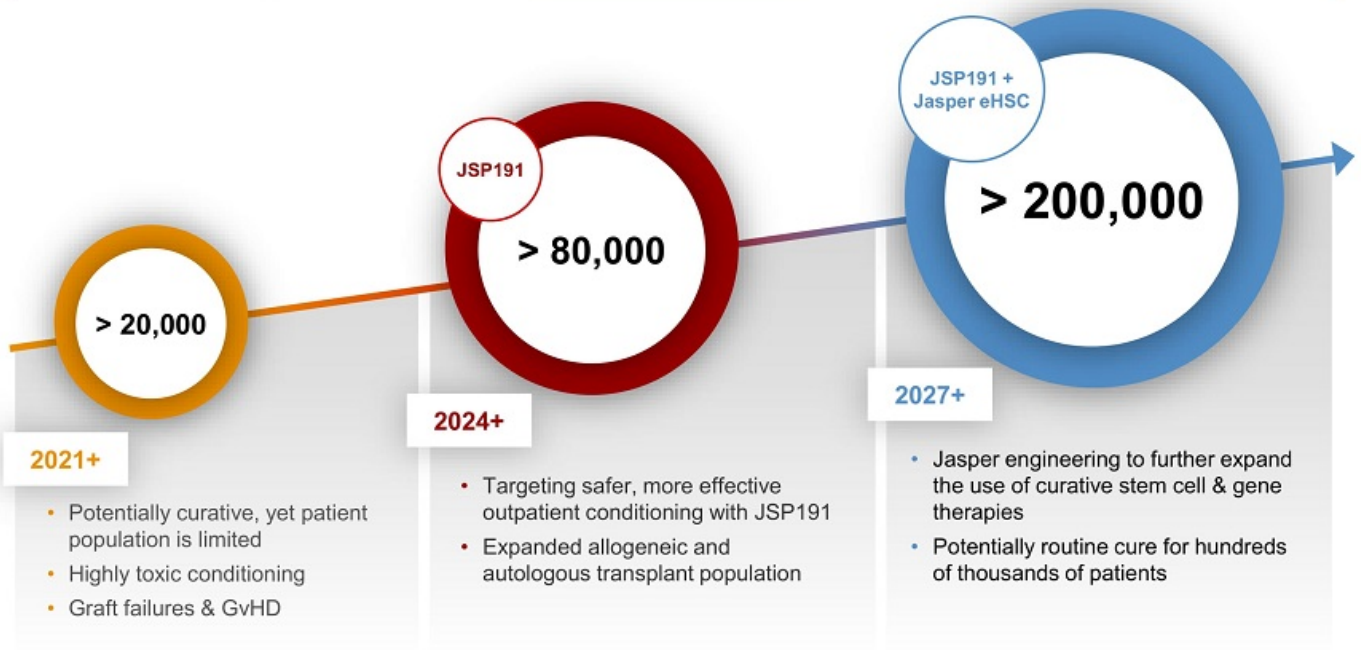 > 20,000
2021+
• Potentially curative, yet patient
population is limited
• Highly toxic conditioning
• Graft failures & GvHD
JSP191
> 80,000
2024+
• Targeting safer, more effective
outpatient conditioning with JSP191
• Expanded allogeneic and
autologous transplant population
JSP191 +
Jasper eHSC
> 200,000
2027+
• Jasper engineering to further expand
the use of curative stem cell & gene
therapies
• Potentially routine cure for hundreds
of thousands of patients